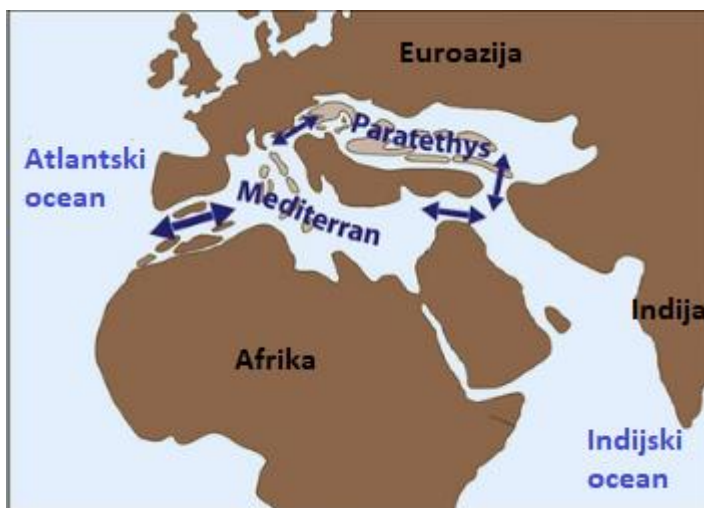 Euroazija
Paratethys
Atlantski
ocean
Mediterran
Indija
Afrika
Indijski
ocean